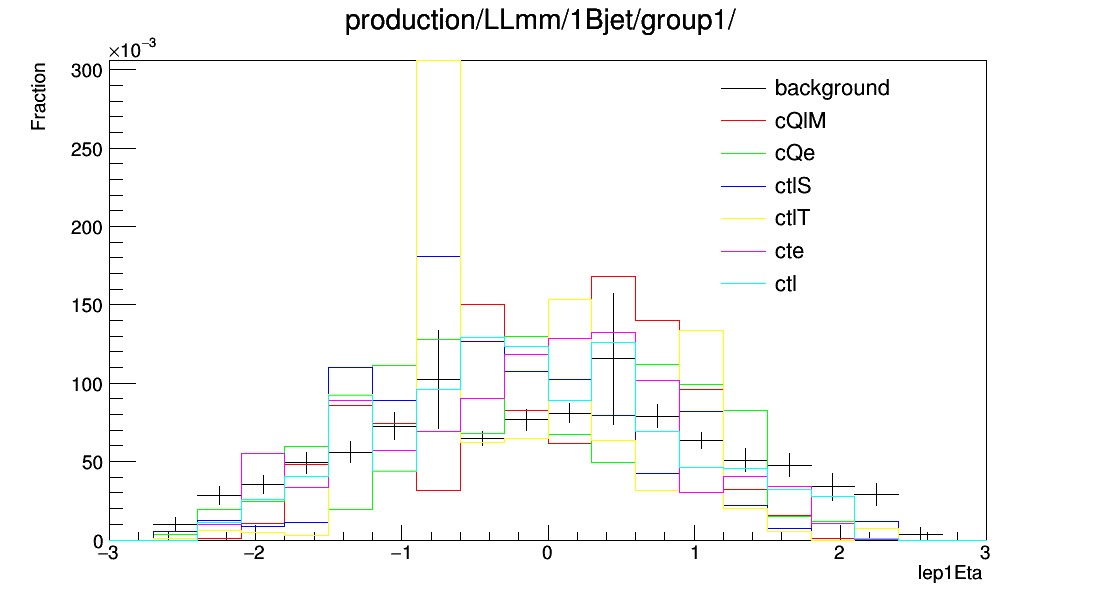 production/LLmm/1Bjet/group1/
×10⁻³
Fraction
300
250
200
150
100
50
0
background
cQlM
cQe
ctlS
ctlT
cte
ctl
−3 −2 −1 0 1 2 3
lep1Eta